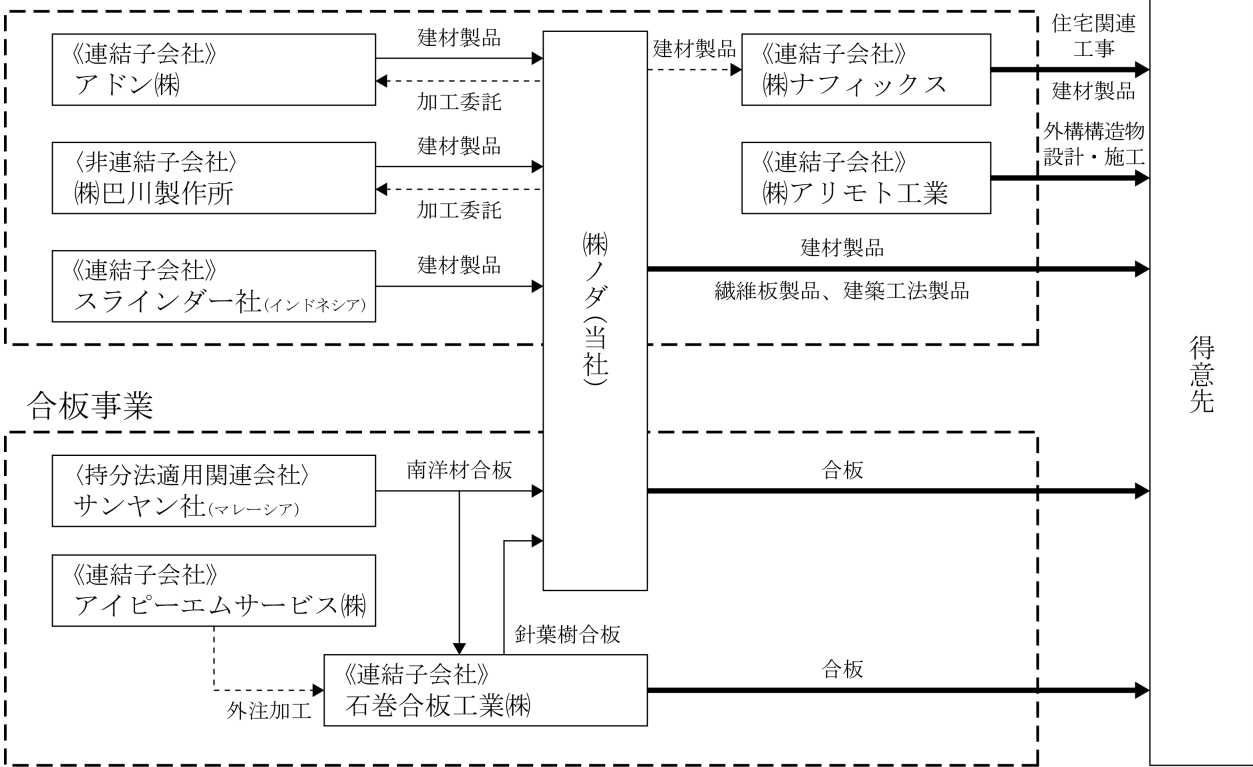 《連結子会社》
アドン㈱
建材製品
加工委託
〈非連結子会社〉
㈱巴川製作所
建材製品
加工委託
《連結子会社》
スラインダー社(インドネシア)
建材製品
㈱ノダ(当社)
建材製品
《連結子会社》
㈱ナフィックス
住宅関連
工事
建材製品
《連結子会社》
㈱アリモト工業
外構構造物
設計・施工
建材製品
繊維板製品、建築工法製品
得意先
合板事業
〈持分法適用関連会社〉
サンヤン社(マレーシア)
南洋材合板
合板
《連結子会社》
アイピーエムサービス㈱
外注加工
針葉樹合板
《連結子会社》
石巻合板工業㈱
合板